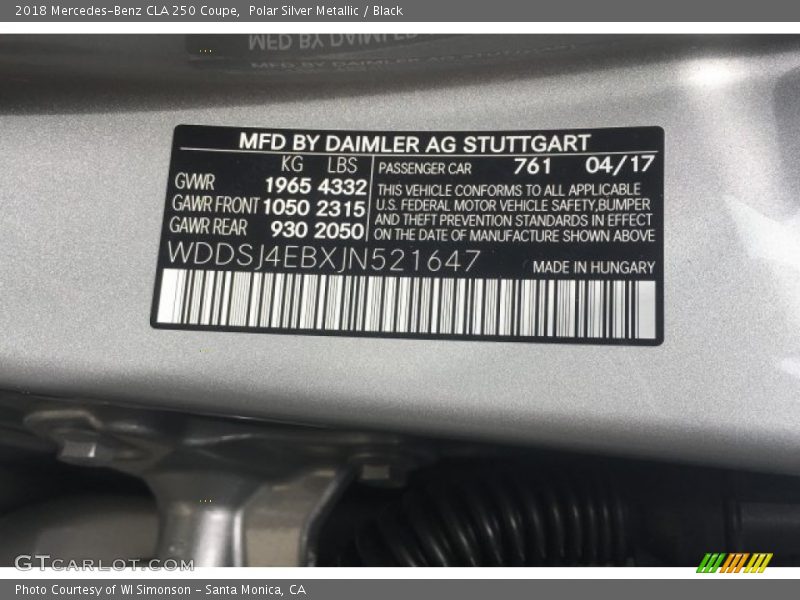 2018 Mercedes-Benz CLA 250 Coupe,  Polar Silver Metallic / Black
MFD BY DAIMLER AG STUTTGART
KG LBS
GWR 1965 4332
GAWR FRONT 1050 2315
GAWR REAR 930 2050
PASSENGER CAR 761 04/17
THIS VEHICLE CONFORMS TO ALL APPLICABLE
U.S. FEDERAL MOTOR VEHICLE SAFETY,BUMPER
AND THEFT PREVENTION STANDARDS IN EFFECT
ON THE DATE OF MANUFACTURE SHOWN ABOVE
WDDSJ4EBXJN521647 MADE IN HUNGARY
GTCARLOT.COM
Photo Courtesy of WI Simonson - Santa Monica, CA